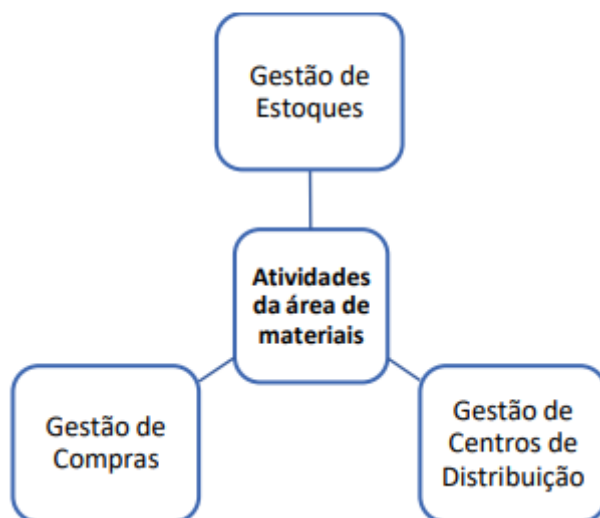 Gestão de
Estoques
Atividades
da área de
materiais
Gestão de
Compras
Gestão de
Centros de
Distribuição